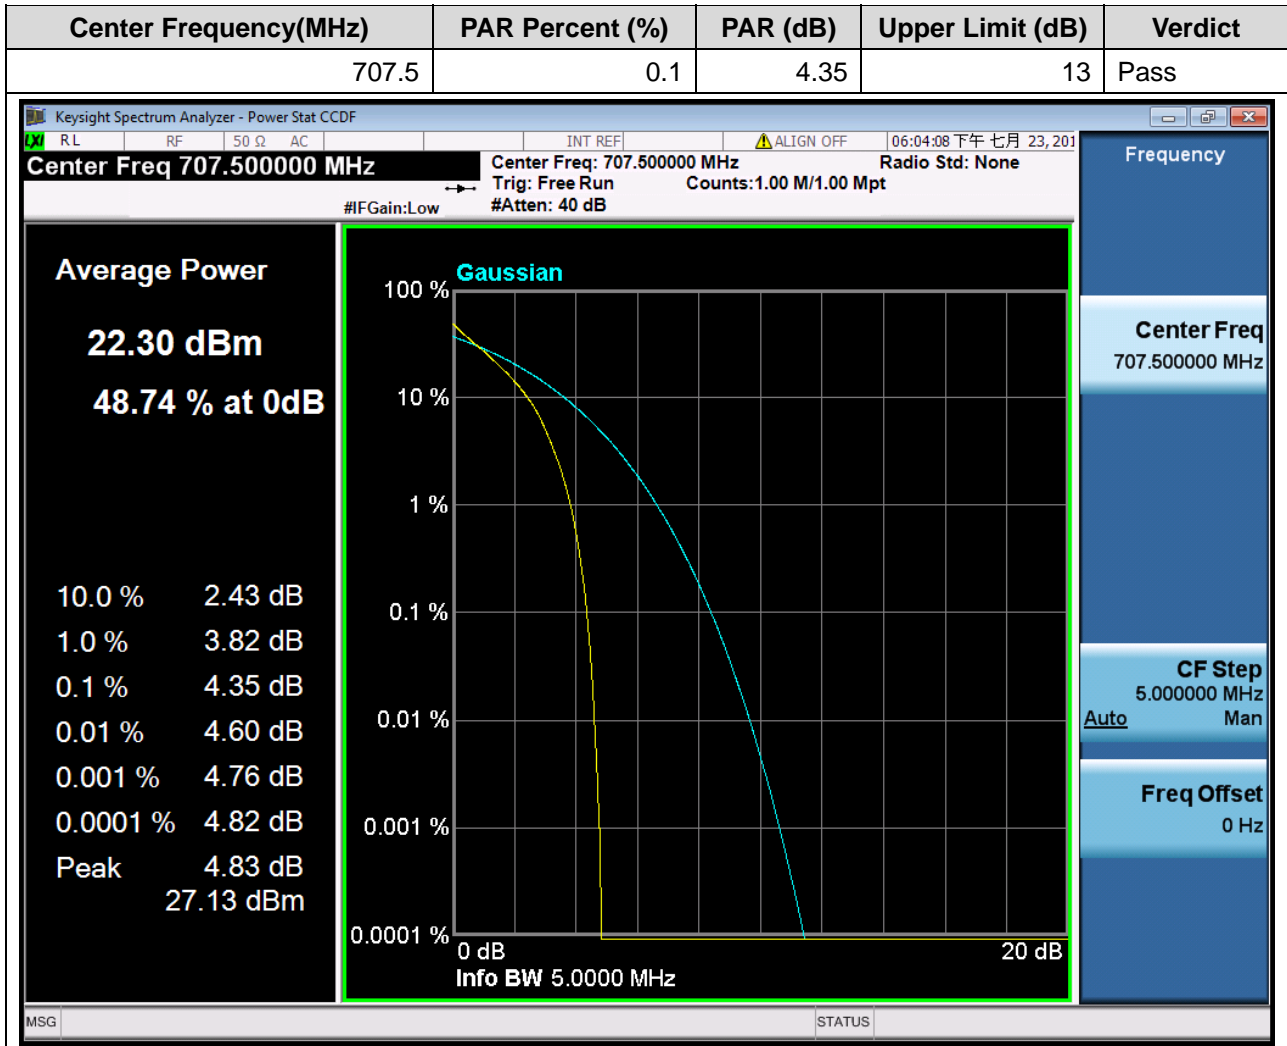 Center Frequency(MHz) PAR Percent (%) PAR (dB) Upper Limit (dB) Verdict
707.5 0.1 4.35 13 Pass
Keysight Spectrum Analyzer - Power Stat CCDF
LXI RL RF 50 Ω AC INT REF ALIGN OFF 06:04:08 下午 七月 23, 201
Center Freq 707.500000 MHz
#IFGain:Low
Center Freq: 707.500000 MHz
Trig: Free Run Counts:1.00 M/1.00 Mpt
#Atten: 40 dB
Radio Std: None
Average Power
22.30 dBm
48.74 % at 0dB
10.0 % 2.43 dB
1.0 % 3.82 dB
0.1 % 4.35 dB
0.01 % 4.60 dB
0.001 % 4.76 dB
0.0001 % 4.82 dB
Peak 4.83 dB
27.13 dBm
Gaussian
100 %
10 %
1 %
0.1 %
0.01 %
0.001 %
0.0001 %
0 dB 20 dB
Info BW 5.0000 MHz
Frequency
Center Freq
707.500000 MHz
CF Step
5.000000 MHz
Auto Man
Freq Offset
0 Hz
MSG STATUS